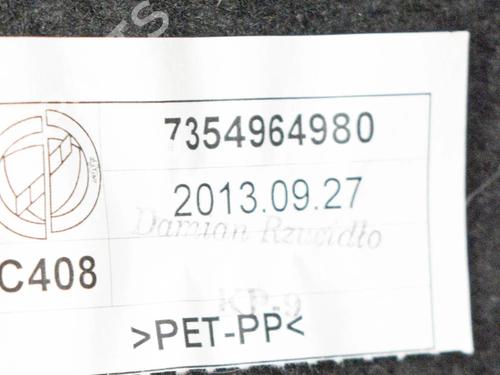 7354964980
2013.09.27
Damian Rzucidło
C408
KP-9
>PET-PP<